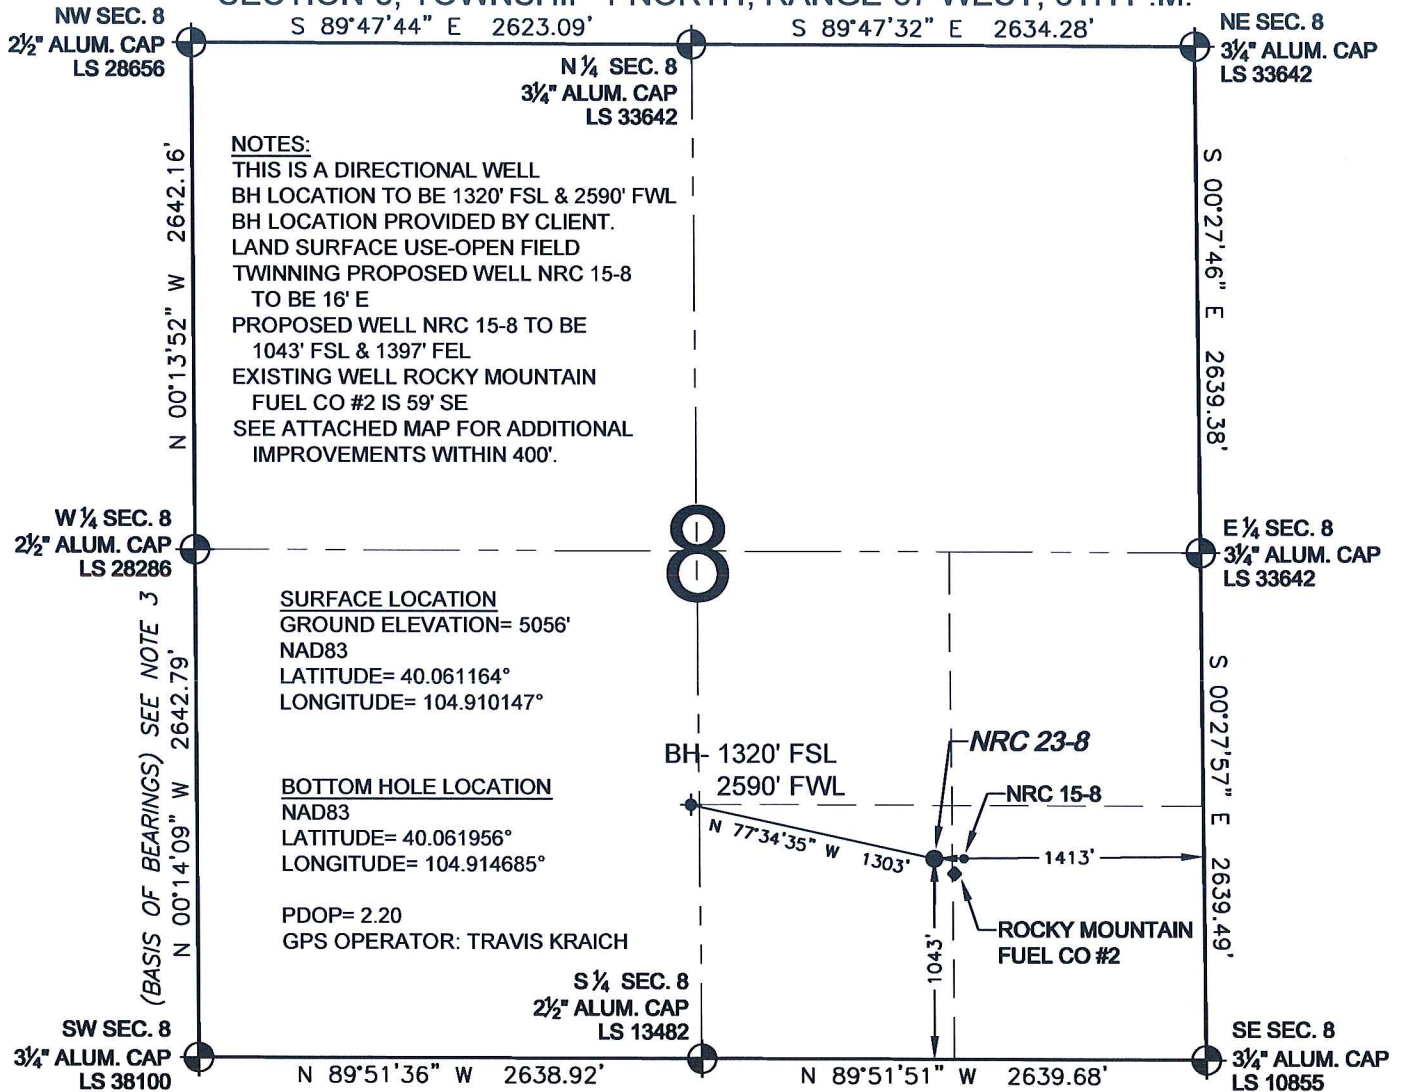 NW SEC. 8
2½" ALUM. CAP
LS 28656
S 89°47'44" E 2623.09'
S 89°47'32" E 2634.28'
NE SEC. 8
3¼" ALUM. CAP
LS 33642
N ¼ SEC. 8
3¼" ALUM. CAP
LS 33642
N 00°13'52" W 2642.16'
NOTES:
THIS IS A DIRECTIONAL WELL
BH LOCATION TO BE 1320' FSL & 2590' FWL
BH LOCATION PROVIDED BY CLIENT.
LAND SURFACE USE-OPEN FIELD
TWINNING PROPOSED WELL NRC 15-8
TO BE 16' E
PROPOSED WELL NRC 15-8 TO BE
1043' FSL & 1397' FEL
EXISTING WELL ROCKY MOUNTAIN
FUEL CO #2 IS 59' SE
SEE ATTACHED MAP FOR ADDITIONAL
IMPROVEMENTS WITHIN 400'.
S 00°27'46" E 2639.38'
W ¼ SEC. 8
2½" ALUM. CAP
LS 28286
8
E ¼ SEC. 8
3¼" ALUM. CAP
LS 33642
(BASIS OF BEARINGS) SEE NOTE 3
N 00°14'09" W 2642.79'
SURFACE LOCATION
GROUND ELEVATION= 5056'
NAD83
LATITUDE= 40.061164°
LONGITUDE= 104.910147°
BOTTOM HOLE LOCATION
NAD83
LATITUDE= 40.061956°
LONGITUDE= 104.914685°
PDOP= 2.20
GPS OPERATOR: TRAVIS KRAICH
BH- 1320' FSL
2590' FWL
NRC 23-8
NRC 15-8
N 77°34'35" W 1303'
1413'
1043'
ROCKY MOUNTAIN
FUEL CO #2
S 00°27'57" E 2639.49'
S ¼ SEC. 8
2½" ALUM. CAP
LS 13482
SW SEC. 8
3¼" ALUM. CAP
LS 38100
N 89°51'36" W 2638.92'
N 89°51'51" W 2639.68'
SE SEC. 8
3¼" ALUM. CAP
LS 10855